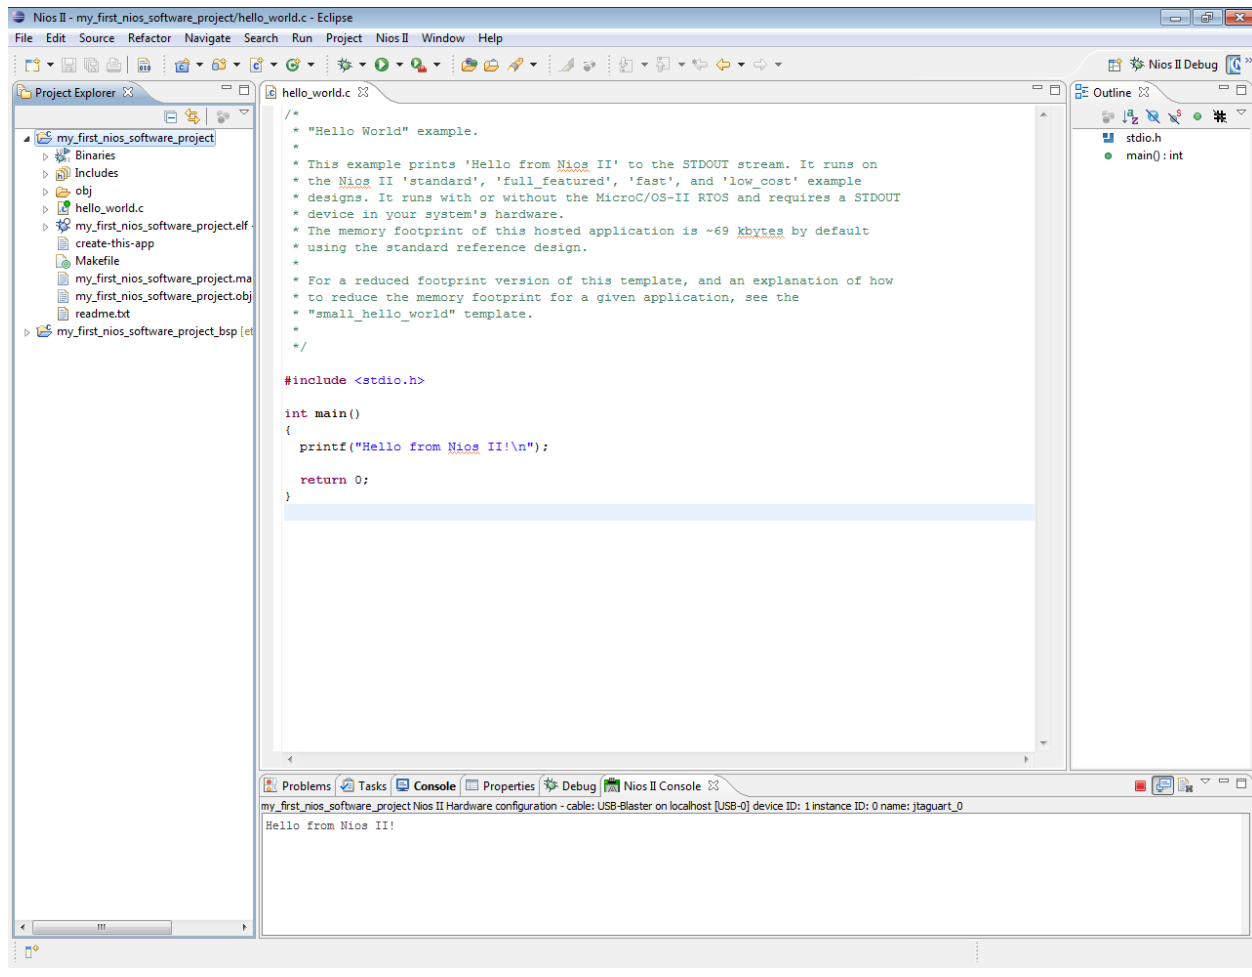 Nios II - my_first_nios_software_project/hello_world.c - Eclipse
File Edit Source Refactor Navigate Search Run Project Nios II Window Help
Nios II Debug
Project Explorer
hello_world.c
Outline
my_first_nios_software_project
Binaries
Includes
obj
hello_world.c
my_first_nios_software_project.elf -
create-this-app
Makefile
my_first_nios_software_project.ma
my_first_nios_software_project.obj
readme.txt
my_first_nios_software_project_bsp [et
/*
* "Hello World" example.
*
* This example prints 'Hello from Nios II' to the STDOUT stream. It runs on
* the Nios II 'standard', 'full_featured', 'fast', and 'low_cost' example
* designs. It runs with or without the MicroC/OS-II RTOS and requires a STDOUT
* device in your system's hardware.
* The memory footprint of this hosted application is ~69 kbytes by default
* using the standard reference design.
*
* For a reduced footprint version of this template, and an explanation of how
* to reduce the memory footprint for a given application, see the
* "small_hello_world" template.
*
*/
#include <stdio.h>
int main()
{
printf("Hello from Nios II!\n");
return 0;
}
stdio.h
main() : int
Problems Tasks Console Properties Debug Nios II Console
my_first_nios_software_project Nios II Hardware configuration - cable: USB-Blaster on localhost [USB-0] device ID: 1 instance ID: 0 name: jtaguart_0
Hello from Nios II!